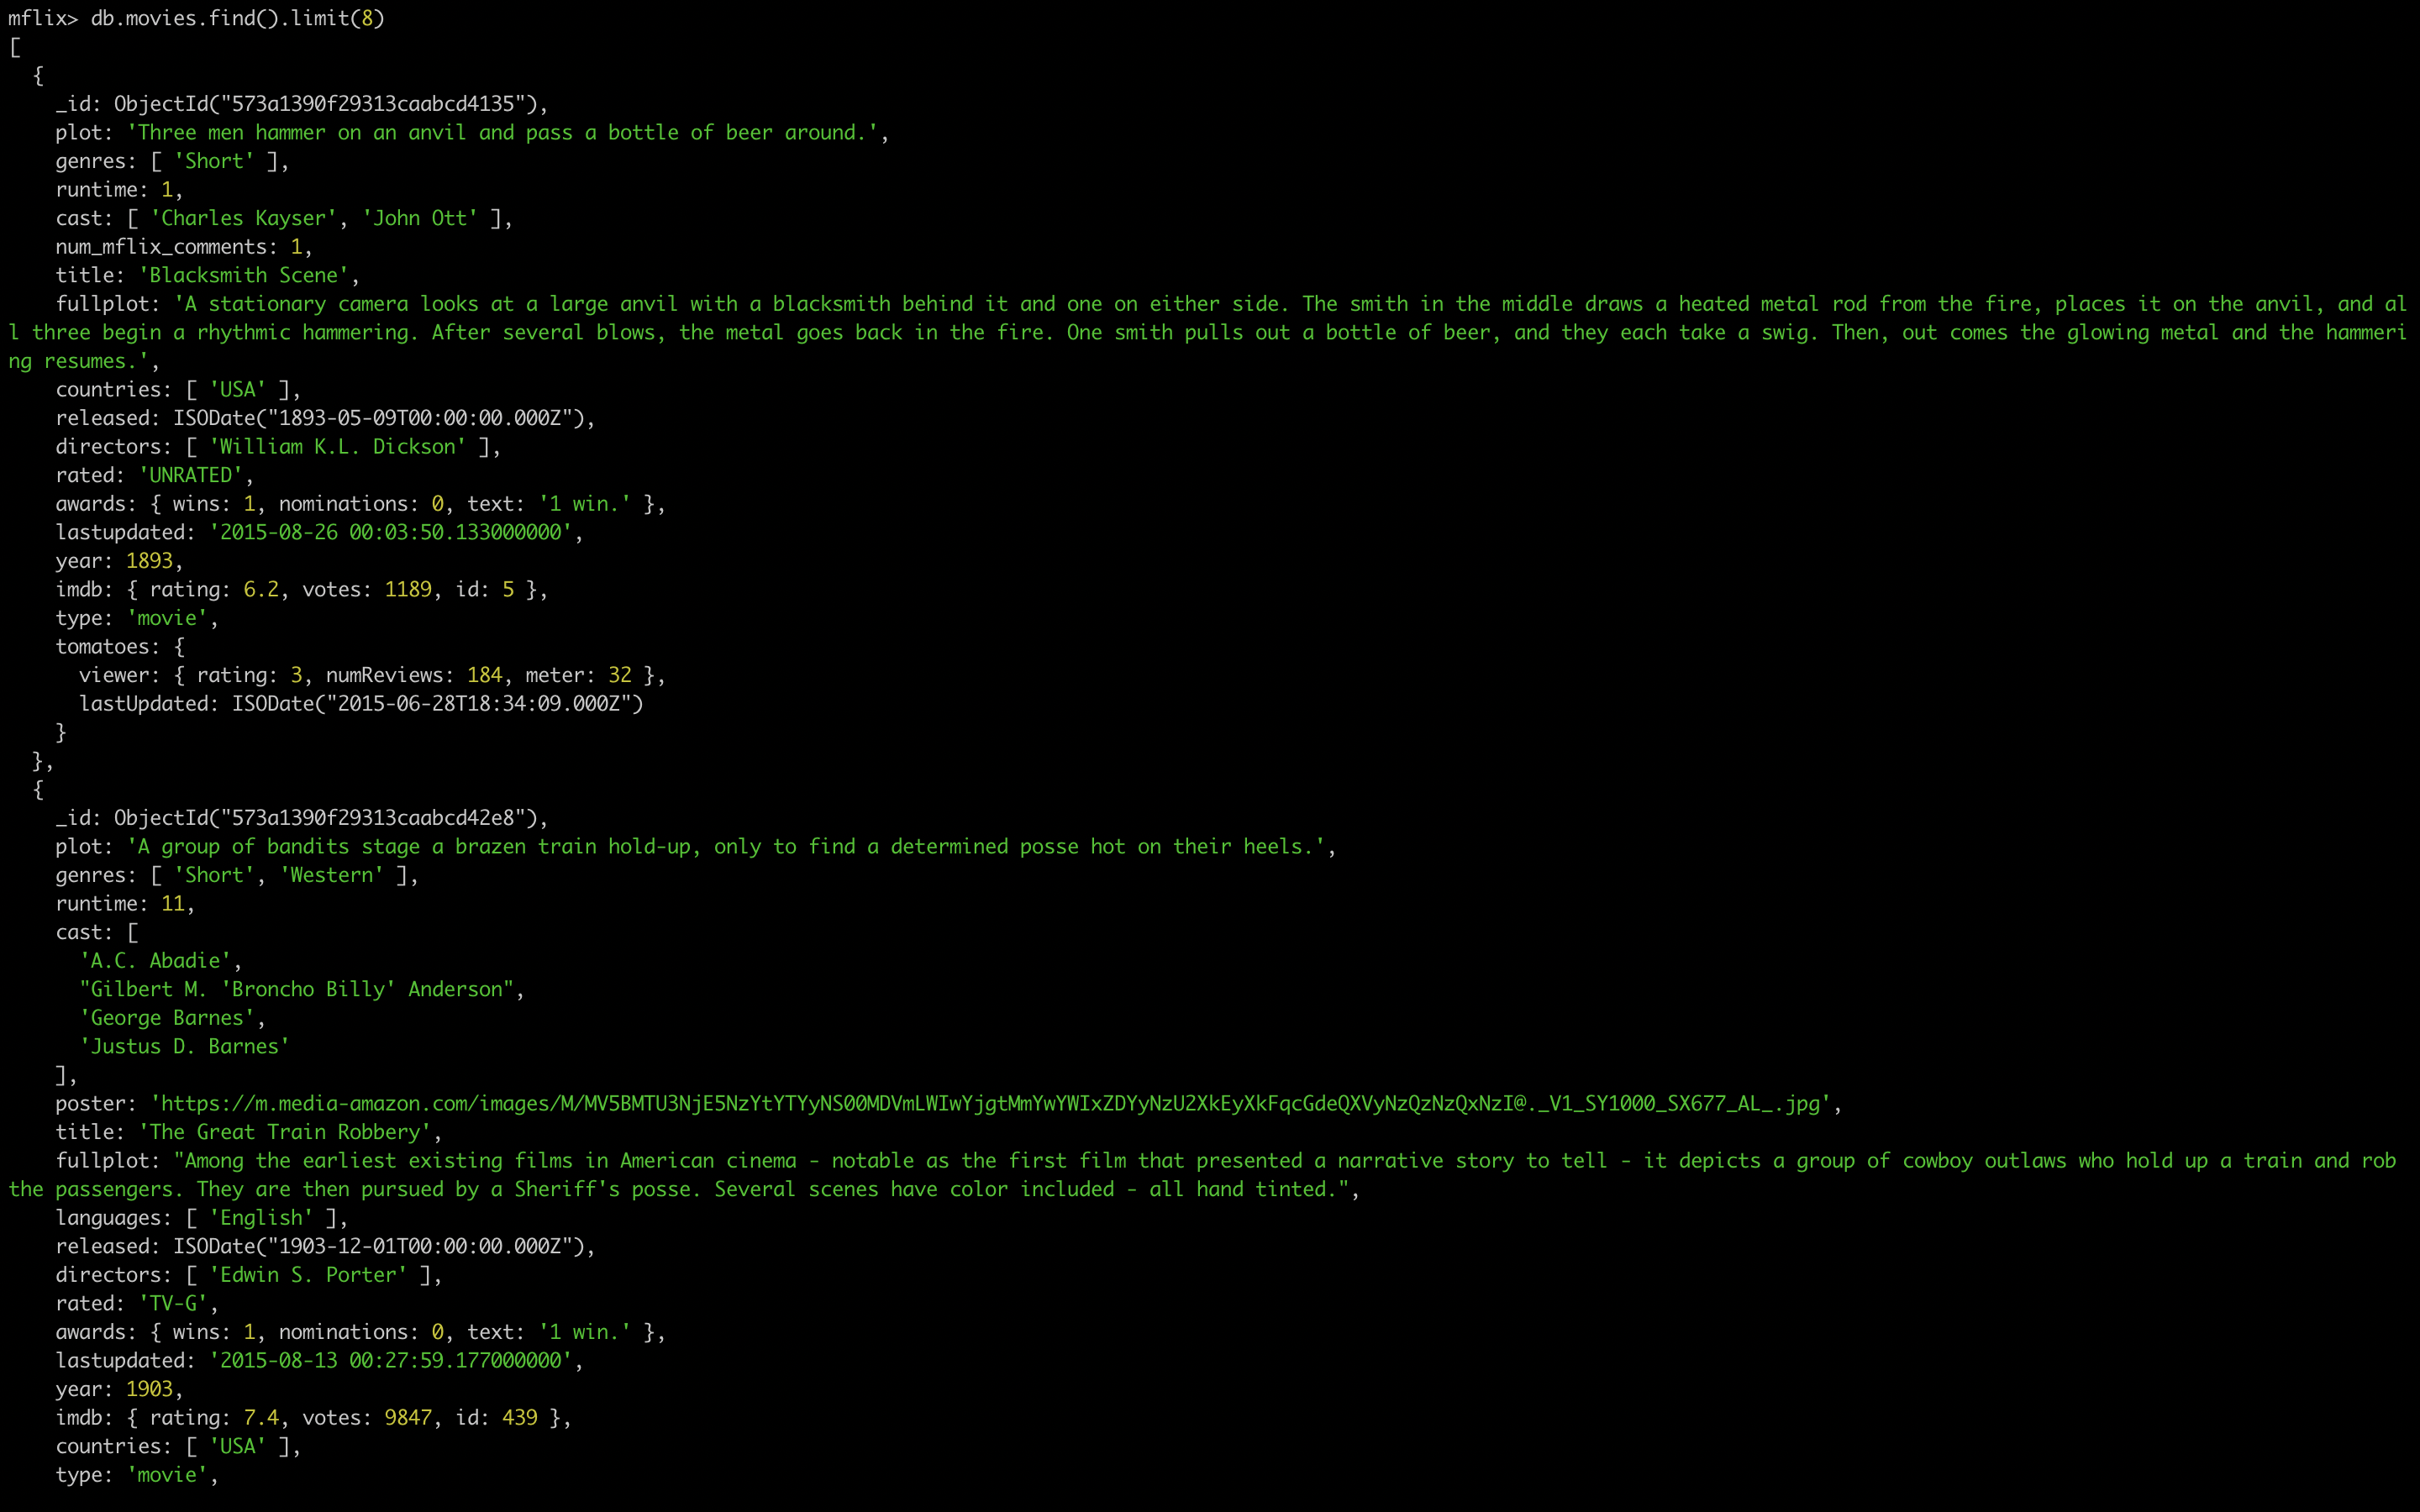 mflix> db.movies.find().limit(8)
[
  {
    _id: ObjectId("573a1390f29313caabcd4135"),
    plot: 'Three men hammer on an anvil and pass a bottle of beer around.',
    genres: [ 'Short' ],
    runtime: 1,
    cast: [ 'Charles Kayser', 'John Ott' ],
    num_mflix_comments: 1,
    title: 'Blacksmith Scene',
    fullplot: 'A stationary camera looks at a large anvil with a blacksmith behind it and one on either side. The smith in the middle draws a heated metal rod from the fire, places it on the anvil, and al
l three begin a rhythmic hammering. After several blows, the metal goes back in the fire. One smith pulls out a bottle of beer, and they each take a swig. Then, out comes the glowing metal and the hammeri
ng resumes.',
    countries: [ 'USA' ],
    released: ISODate("1893-05-09T00:00:00.000Z"),
    directors: [ 'William K.L. Dickson' ],
    rated: 'UNRATED',
    awards: { wins: 1, nominations: 0, text: '1 win.' },
    lastupdated: '2015-08-26 00:03:50.133000000',
    year: 1893,
    imdb: { rating: 6.2, votes: 1189, id: 5 },
    type: 'movie',
    tomatoes: {
      viewer: { rating: 3, numReviews: 184, meter: 32 },
      lastUpdated: ISODate("2015-06-28T18:34:09.000Z")
    }
  },
  {
    _id: ObjectId("573a1390f29313caabcd42e8"),
    plot: 'A group of bandits stage a brazen train hold-up, only to find a determined posse hot on their heels.',
    genres: [ 'Short', 'Western' ],
    runtime: 11,
    cast: [
      'A.C. Abadie',
      "Gilbert M. 'Broncho Billy' Anderson",
      'George Barnes',
      'Justus D. Barnes'
    ],
    poster: 'https://m.media-amazon.com/images/M/MV5BMTU3NjE5NzYtYTYyNS00MDVmLWIwYjgtMmYwYWIxZDYyNzU2XkEyXkFqcGdeQXVyNzQzNzQxNzI@._V1_SY1000_SX677_AL_.jpg',
    title: 'The Great Train Robbery',
    fullplot: "Among the earliest existing films in American cinema - notable as the first film that presented a narrative story to tell - it depicts a group of cowboy outlaws who hold up a train and rob
the passengers. They are then pursued by a Sheriff's posse. Several scenes have color included - all hand tinted.",
    languages: [ 'English' ],
    released: ISODate("1903-12-01T00:00:00.000Z"),
    directors: [ 'Edwin S. Porter' ],
    rated: 'TV-G',
    awards: { wins: 1, nominations: 0, text: '1 win.' },
    lastupdated: '2015-08-13 00:27:59.177000000',
    year: 1903,
    imdb: { rating: 7.4, votes: 9847, id: 439 },
    countries: [ 'USA' ],
    type: 'movie',